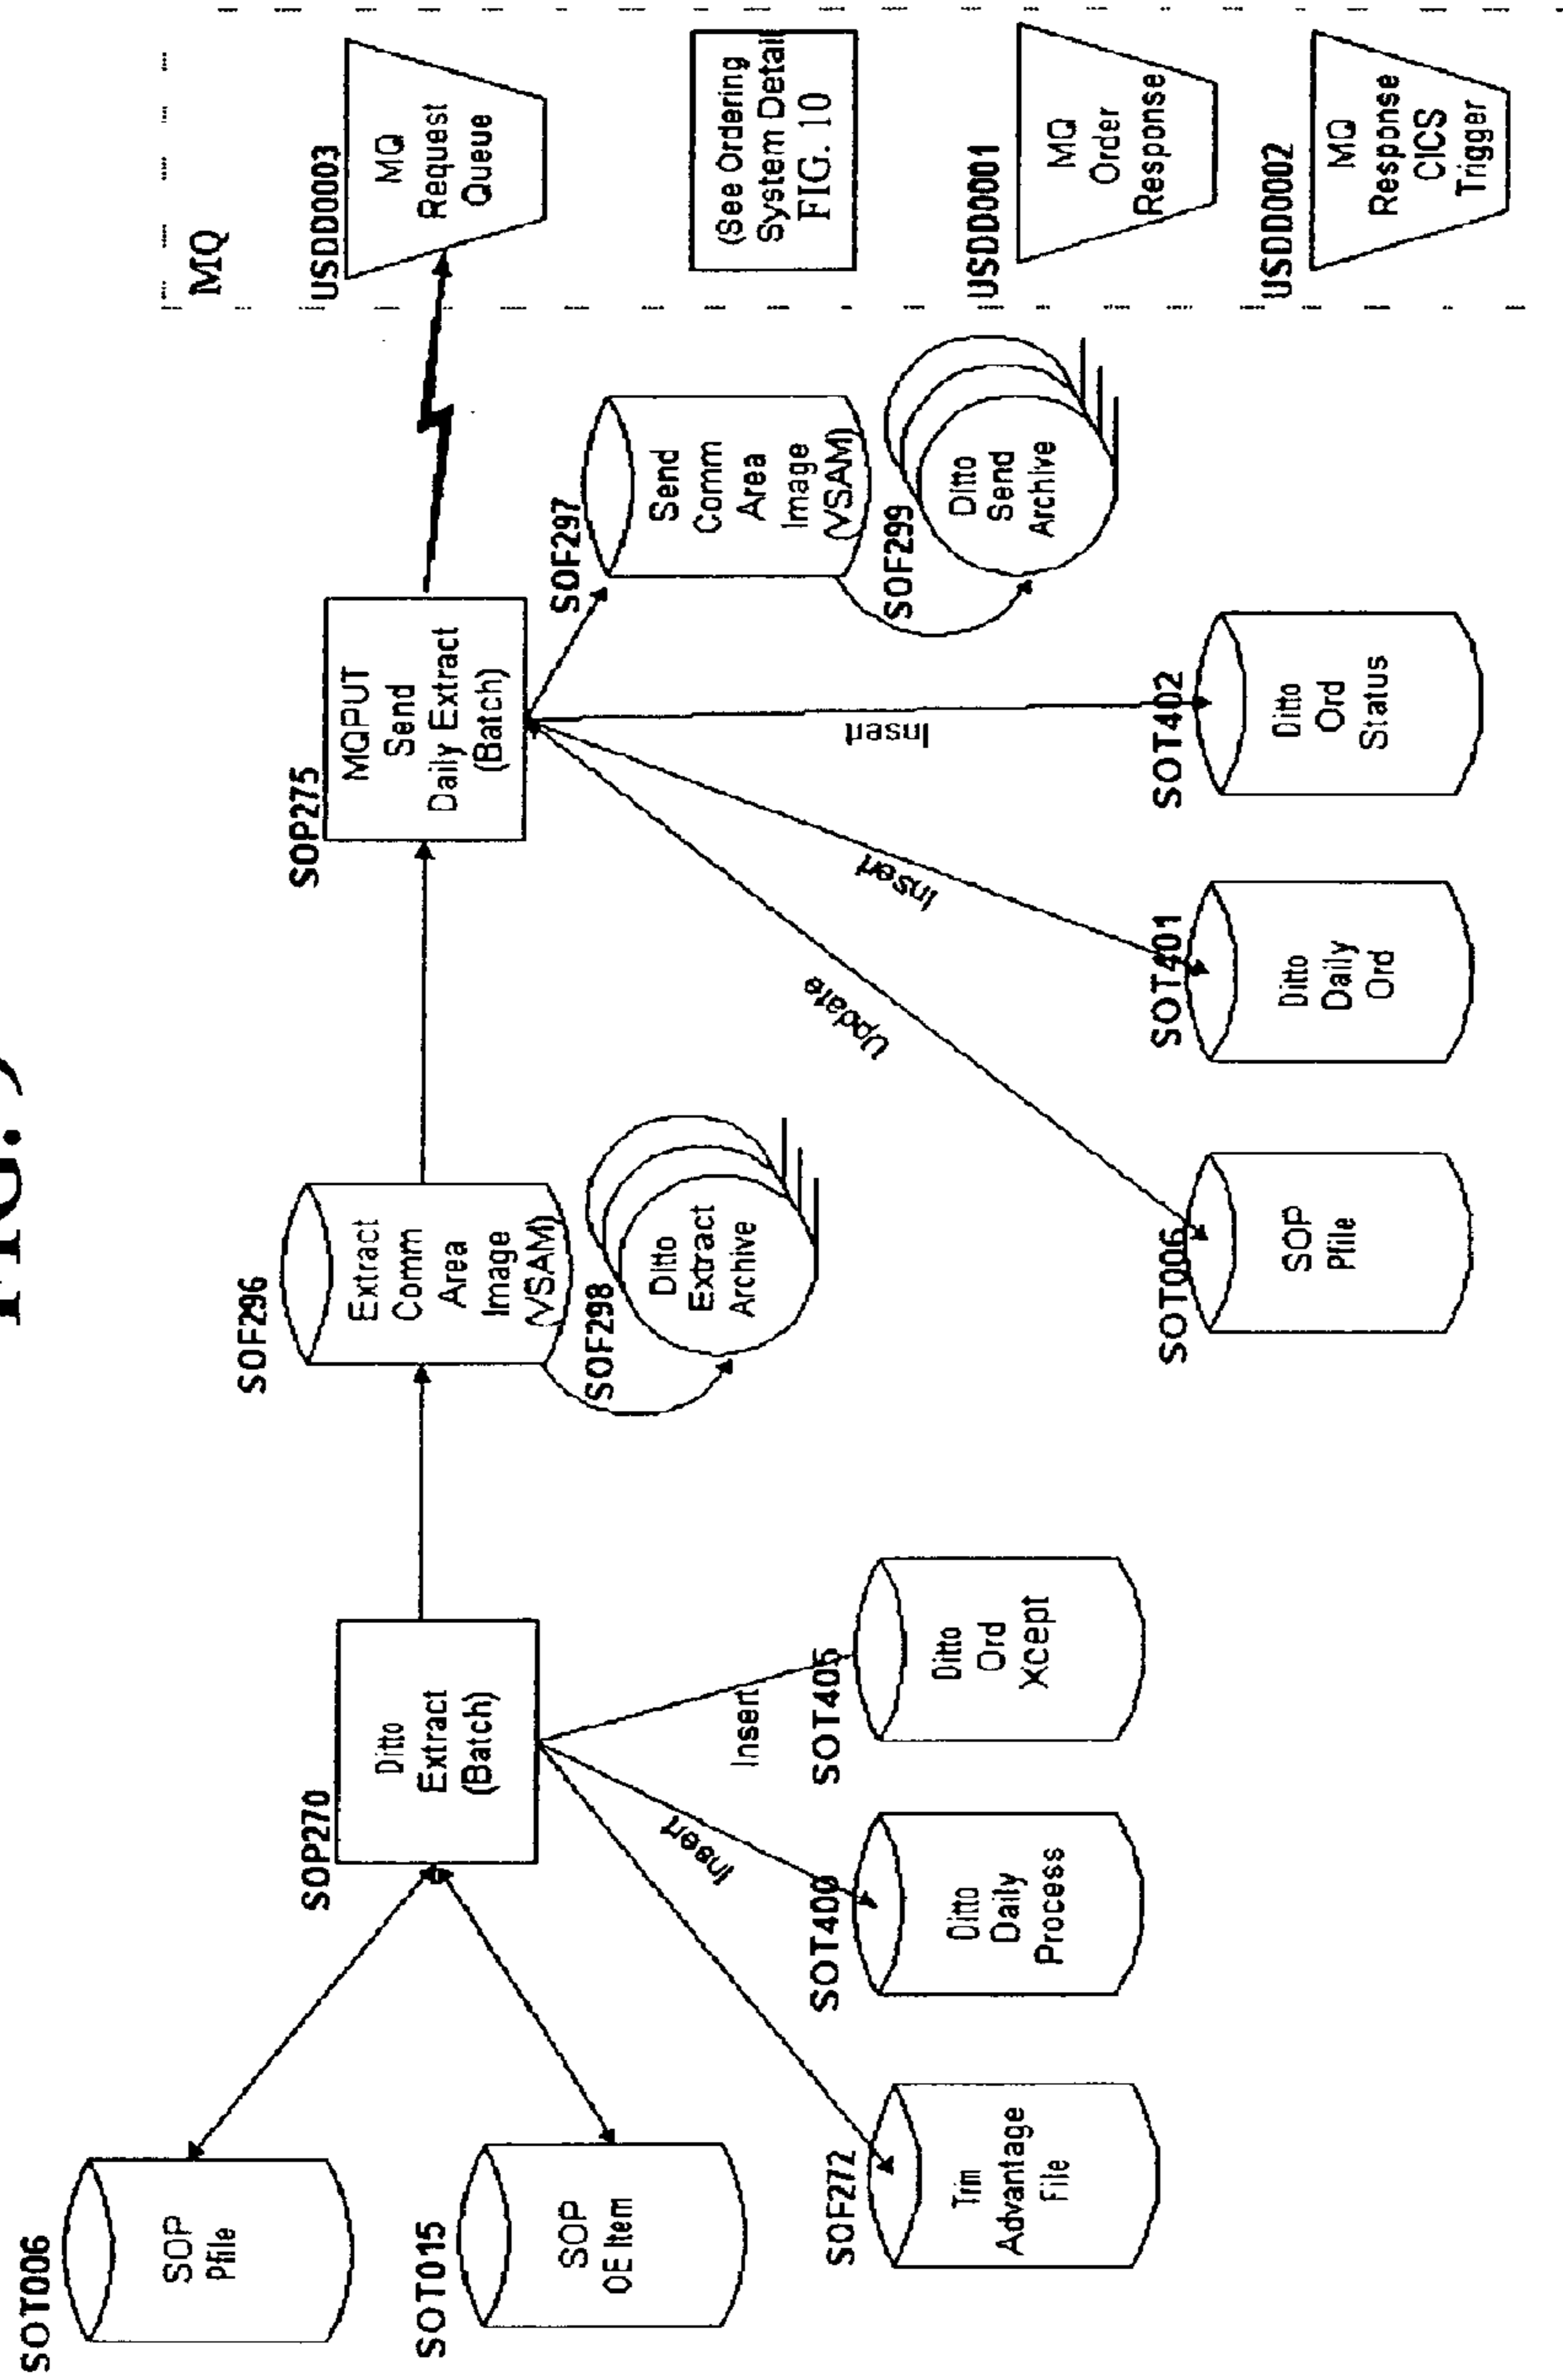 FIG. 9
SOT006
SOP
Pfile
SOT015
SOP
OE Item
SOP270
Ditto
Extract
(Batch)
SOF272
Trim
Advantage
File
Insert
SOT400
Ditto
Daily
Process
Insert
SOT405
Ditto
Ord
Xcept
SOF296
Extract
Comm
Area
Image
(VSAM)
SOF298
Ditto
Extract
Archive
SOP275
MQPUT
Send
Daily Extract
(Batch)
Update
SOT006
SOP
Pfile
Insert
SOT401
Ditto
Daily
Ord
Insert
SOT402
Ditto
Ord
Status
SOF297
Send
Comm
Area
Image
(VSAM)
SOF299
Ditto
Send
Archive
MQ
USDD0003
MQ
Request
Queue
(See Ordering
System Detail
FIG. 10
USDD0001
MQ
Order
Response
USDD0002
MQ
Response
CICS
Trigger